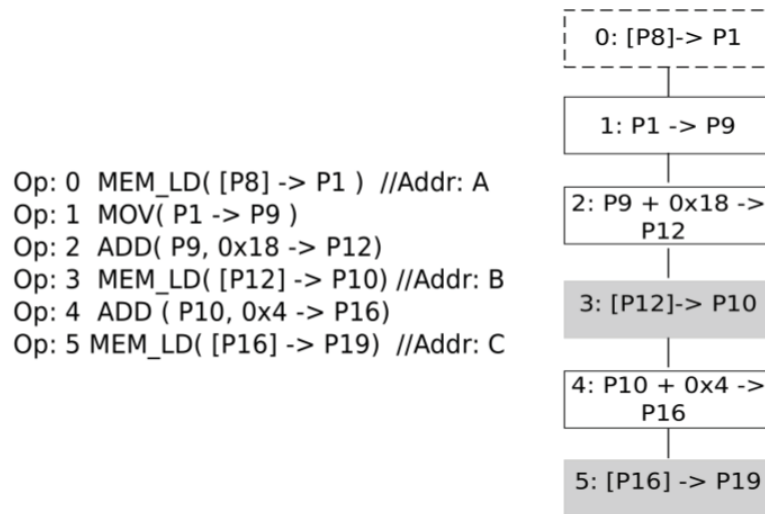 Op: 0 MEM_LD( [P8] -> P1 ) //Addr: A
Op: 1 MOV( P1 -> P9 )
Op: 2 ADD( P9, 0x18 -> P12)
Op: 3 MEM_LD( [P12] -> P10) //Addr: B
Op: 4 ADD ( P10, 0x4 -> P16)
Op: 5 MEM_LD( [P16] -> P19) //Addr: C
0: [P8]-> P1
1: P1 -> P9
2: P9 + 0x18 ->
P12
3: [P12]-> P10
4: P10 + 0x4 ->
P16
5: [P16] -> P19